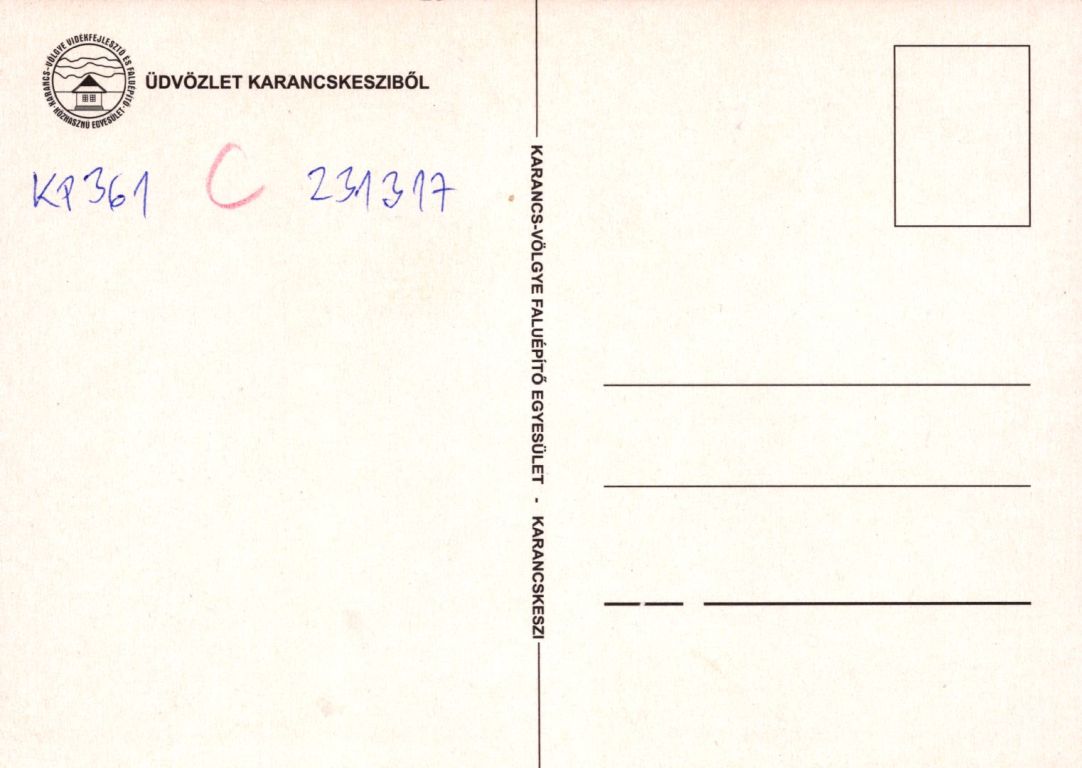 KARANCS-VÖLGYE VIDÉKFEJLESZTŐ ÉS FALUÉPÍTŐ · KÖZHASZNÚ EGYESÜLET ·
ÜDVÖZLET KARANCSKESZIBŐL
KP361 C 231317
KARANCS-VÖLGYE FALUÉPÍTŐ EGYESÜLET - KARANCSKESZI